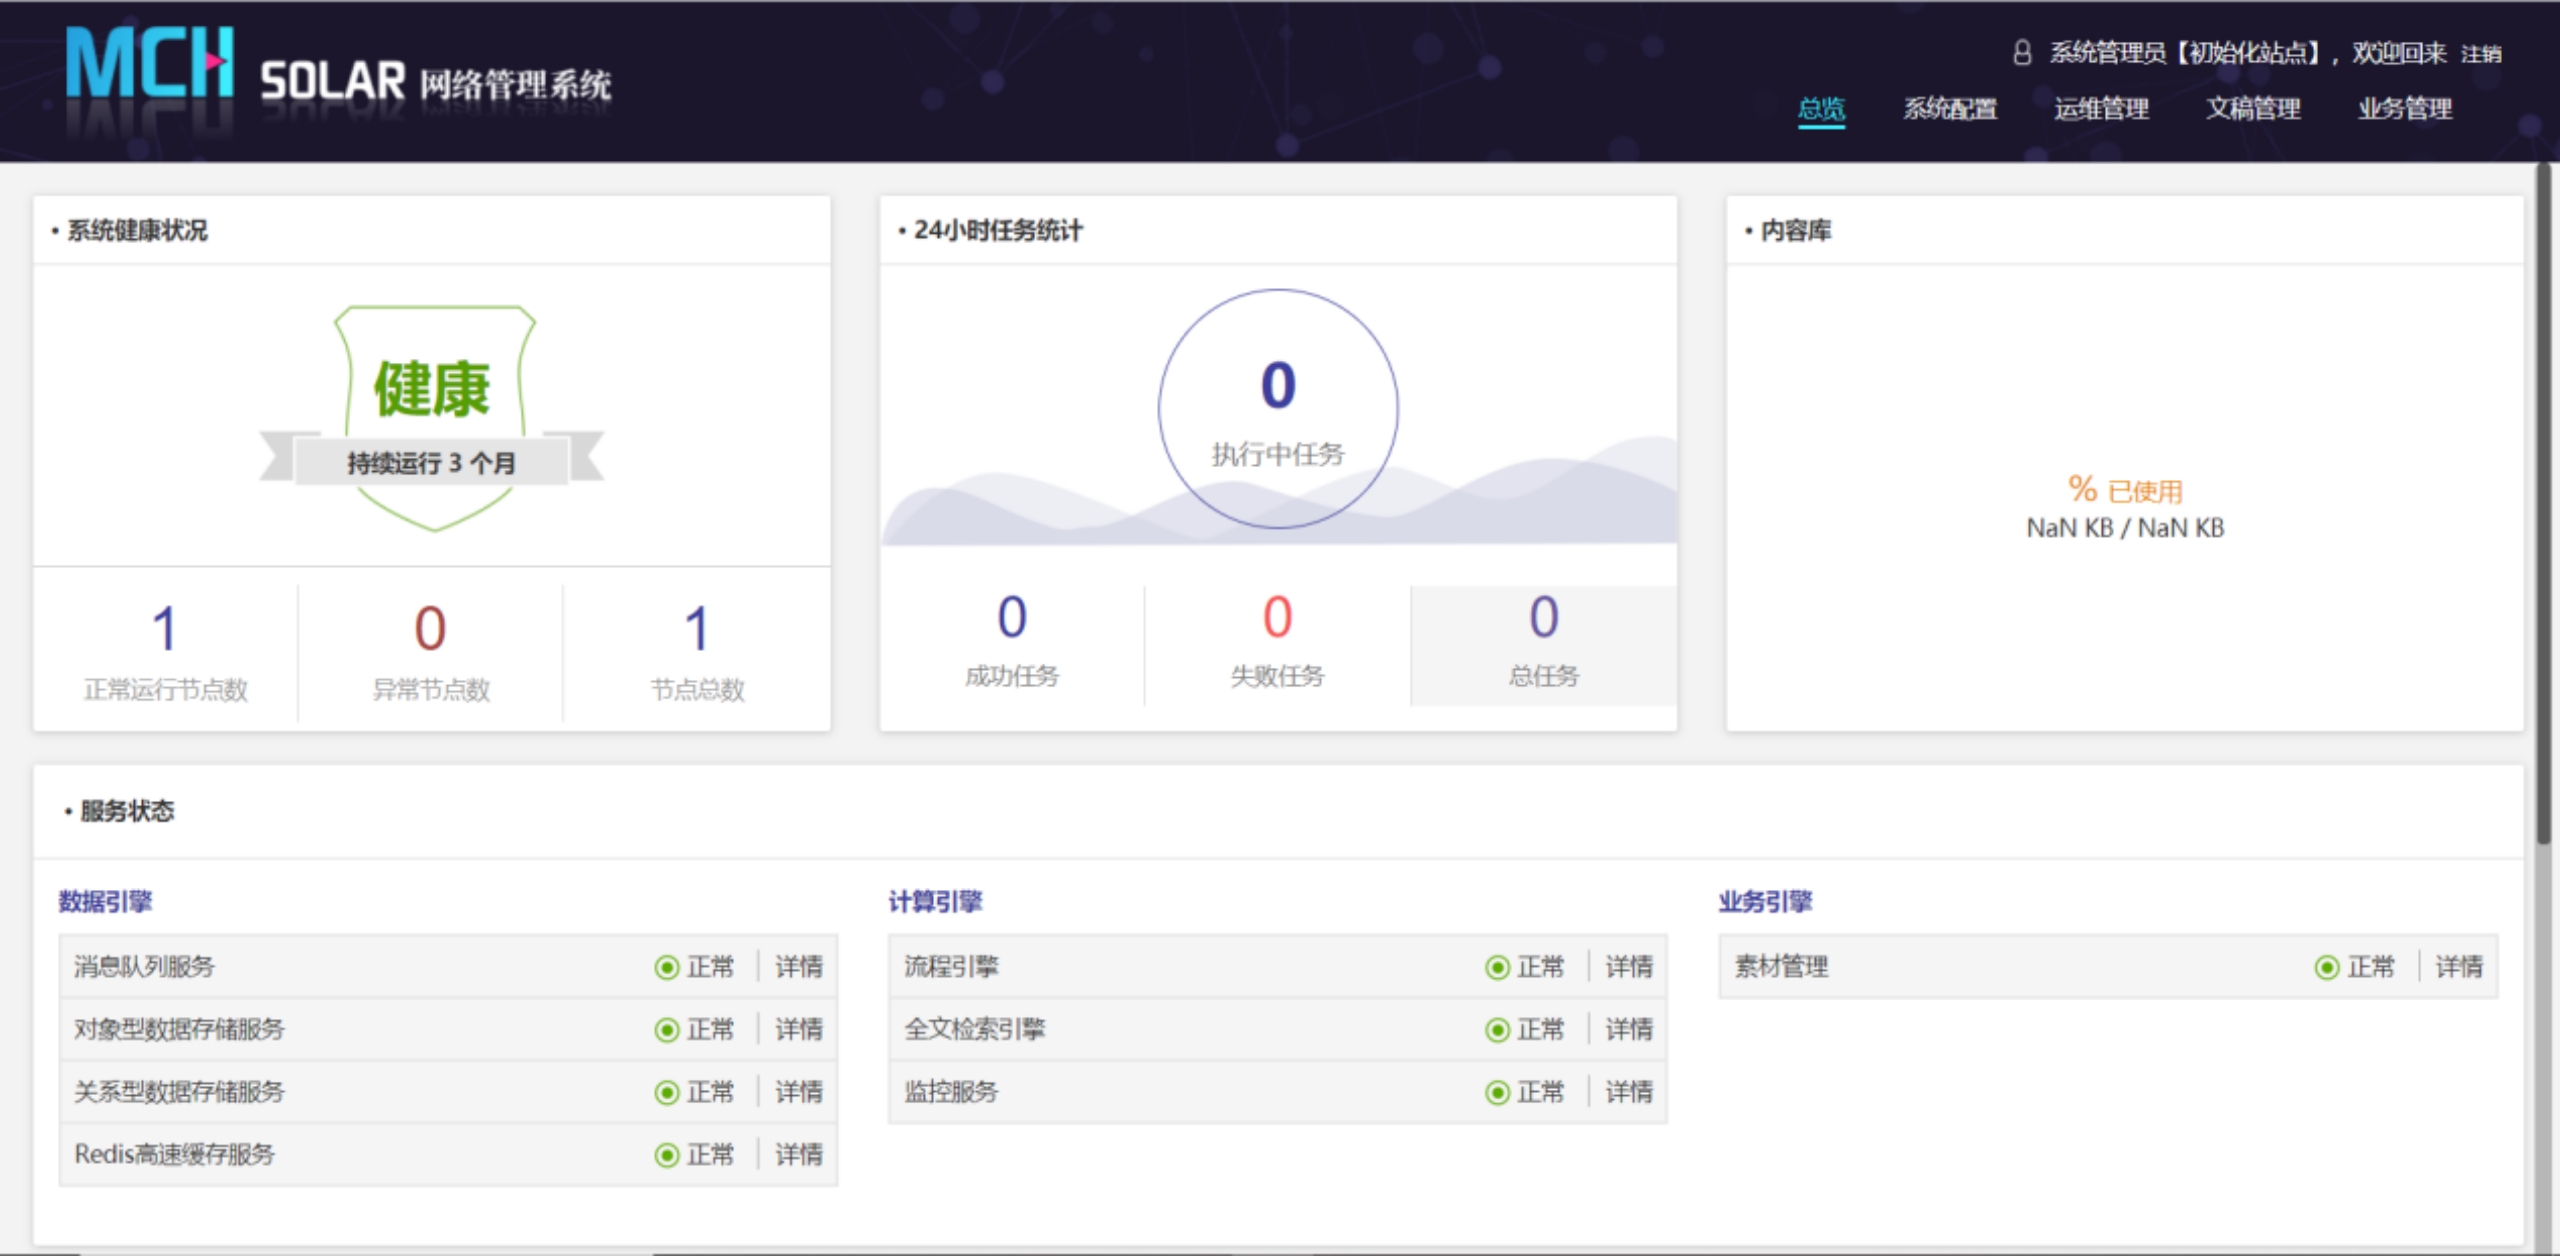 MCH SOLAR 网络管理系统
系统管理员【初始化站点】，欢迎回来 注销
总览 系统配置 运维管理 文稿管理 业务管理
• 系统健康状况
健康
持续运行 3 个月
1 0 1
正常运行节点数 异常节点数 节点总数
• 24小时任务统计
0
执行中任务
0 0 0
成功任务 失败任务 总任务
• 内容库
% 已使用
NaN KB / NaN KB
• 服务状态
数据引擎
消息队列服务 正常 详情
对象型数据存储服务 正常 详情
关系型数据存储服务 正常 详情
Redis高速缓存服务 正常 详情
计算引擎
流程引擎 正常 详情
全文检索引擎 正常 详情
监控服务 正常 详情
业务引擎
素材管理 正常 详情